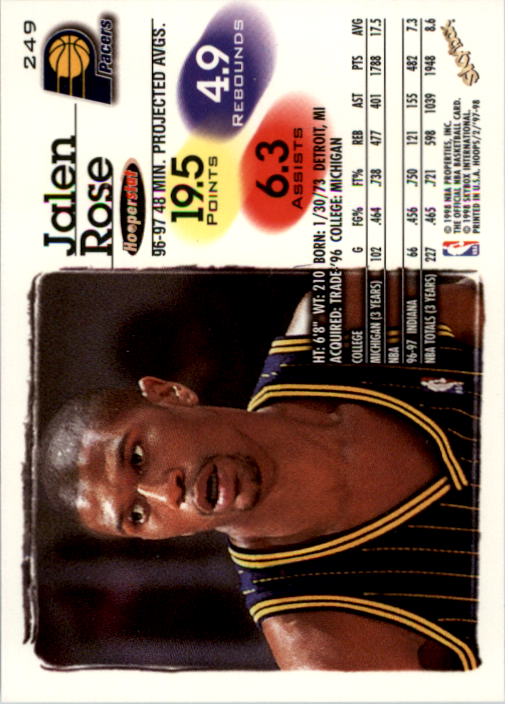 249
Pacers
Jalen
Rose
Hooperstar
96-97 48 MIN. PROJECTED AVGS.
19.5
POINTS
4.9
REBOUNDS
6.3
ASSISTS
HT: 6'8" WT: 210 BORN: 1/30/73 DETROIT, MI
ACQUIRED: TRADE-'96 COLLEGE: MICHIGAN
COLLEGE G FG% FT% REB AST PTS AVG
MICHIGAN (3 YEARS) 102 .464 .738 477 401 1788 17.5
NBA
96-97 INDIANA 66 .456 .750 121 155 482 7.3
NBA TOTALS (3 YEARS) 227 .465 .721 598 1039 1948 8.6
© 1998 NBA PROPERTIES, INC.
THE OFFICIAL NBA BASKETBALL CARD.
© 1998 SKYBOX INTERNATIONAL.
PRINTED IN U.S.A. HOOPS/2/'97-98
SkyBox